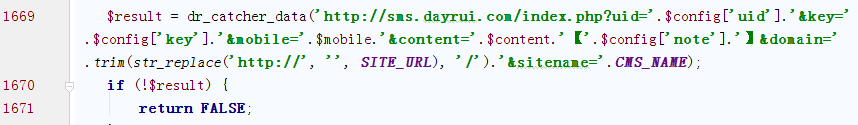 1669 $result = dr_catcher_data('http://sms.dayrui.com/index.php?uid='.$config['uid'].'&key='
.$config['key'].'&mobile='.$mobile.'&content='.$content.'【'.$config['note'].'】&domain='
.trim(str_replace('http://', '', SITE_URL), '/').'&sitename='.CMS_NAME);
1670 if (!$result) {
1671 return FALSE;